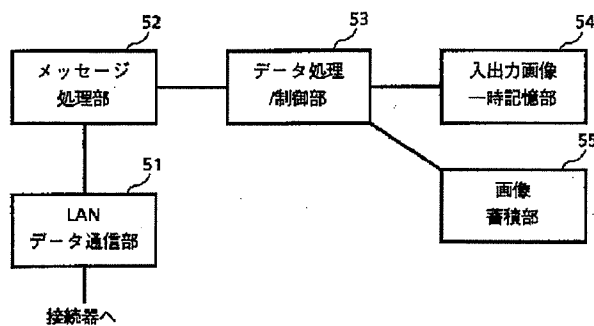 52
メッセージ
処理部
53
データ処理
/制御部
54
入出力画像
一時記憶部
55
画像
蓄積部
51
LAN
データ通信部
接続器へ